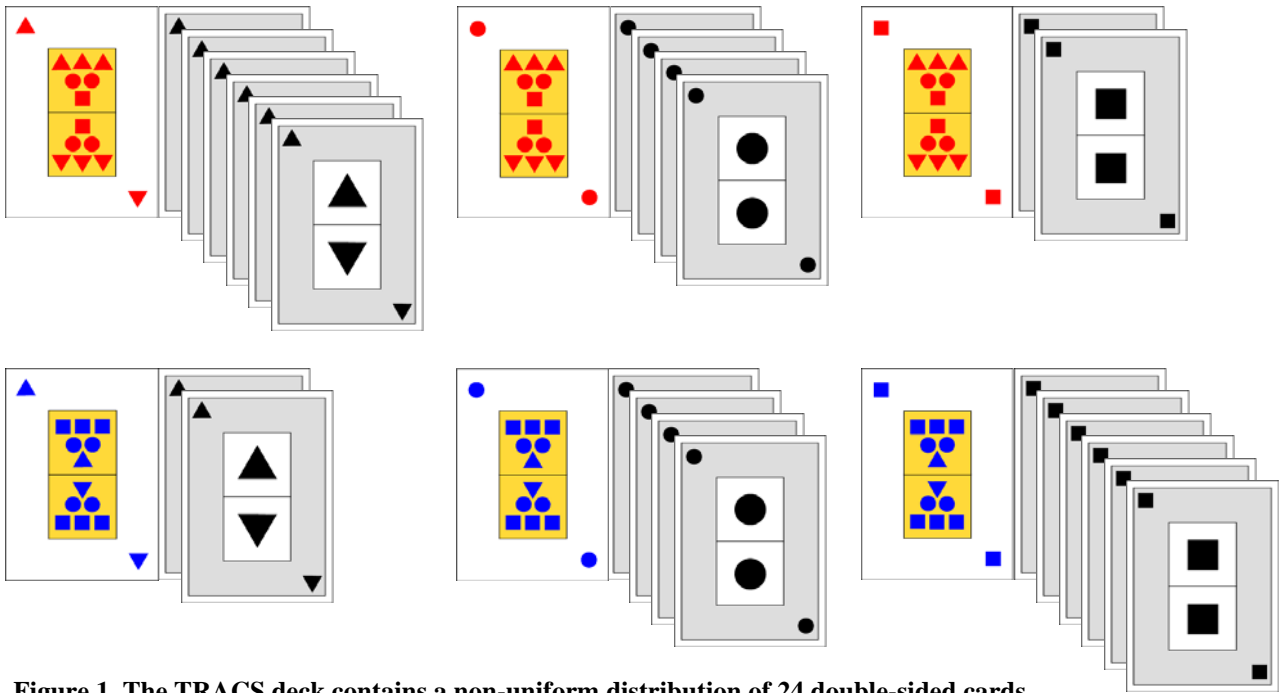 Figure 1. The TRACS deck contains a non-uniform distribution of 24 double-sided cards